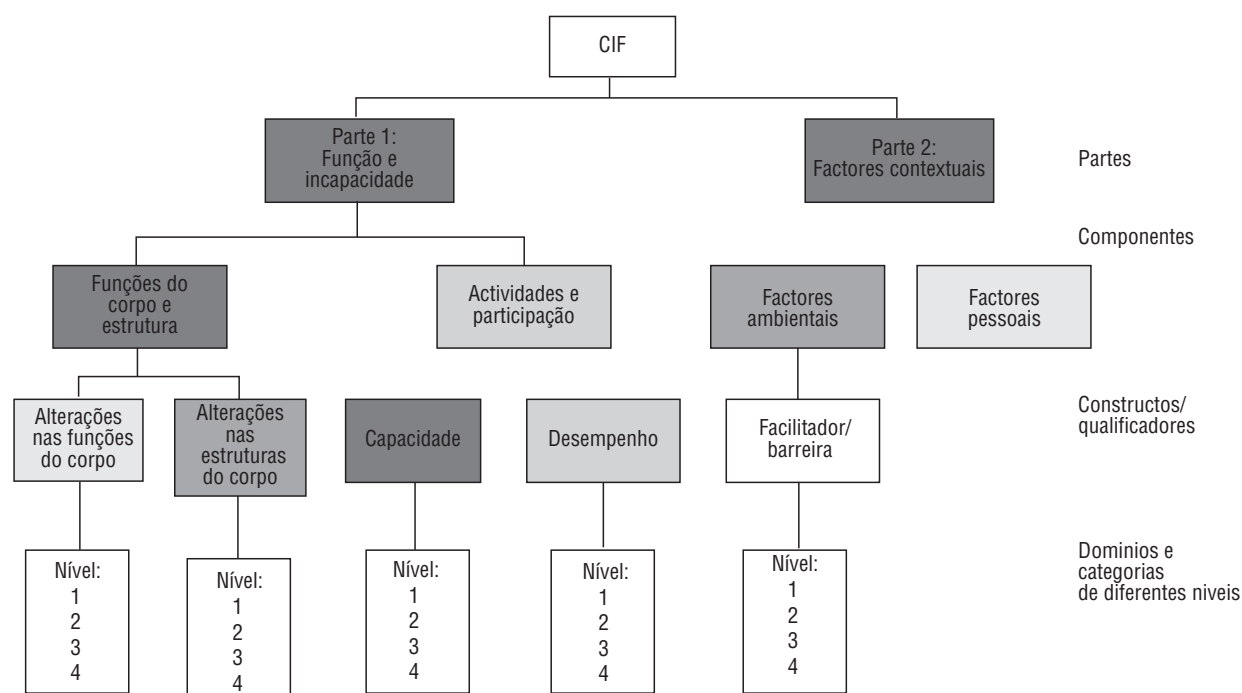 CIF
Parte 1:
Função e
incapacidade
Parte 2:
Factores contextuais
Partes
Componentes
Funções do
corpo e
estrutura
Actividades e
participação
Factores
ambientais
Factores
pessoais
Constructos/
qualificadores
Alterações
nas funções
do corpo
Alterações
nas
estruturas
do corpo
Capacidade
Desempenho
Facilitador/
barreira
Dominios e
categorias
de diferentes niveis
Nível:
1
2
3
4
Nível:
1
2
3
4
Nível:
1
2
3
4
Nível:
1
2
3
4
Nível:
1
2
3
4